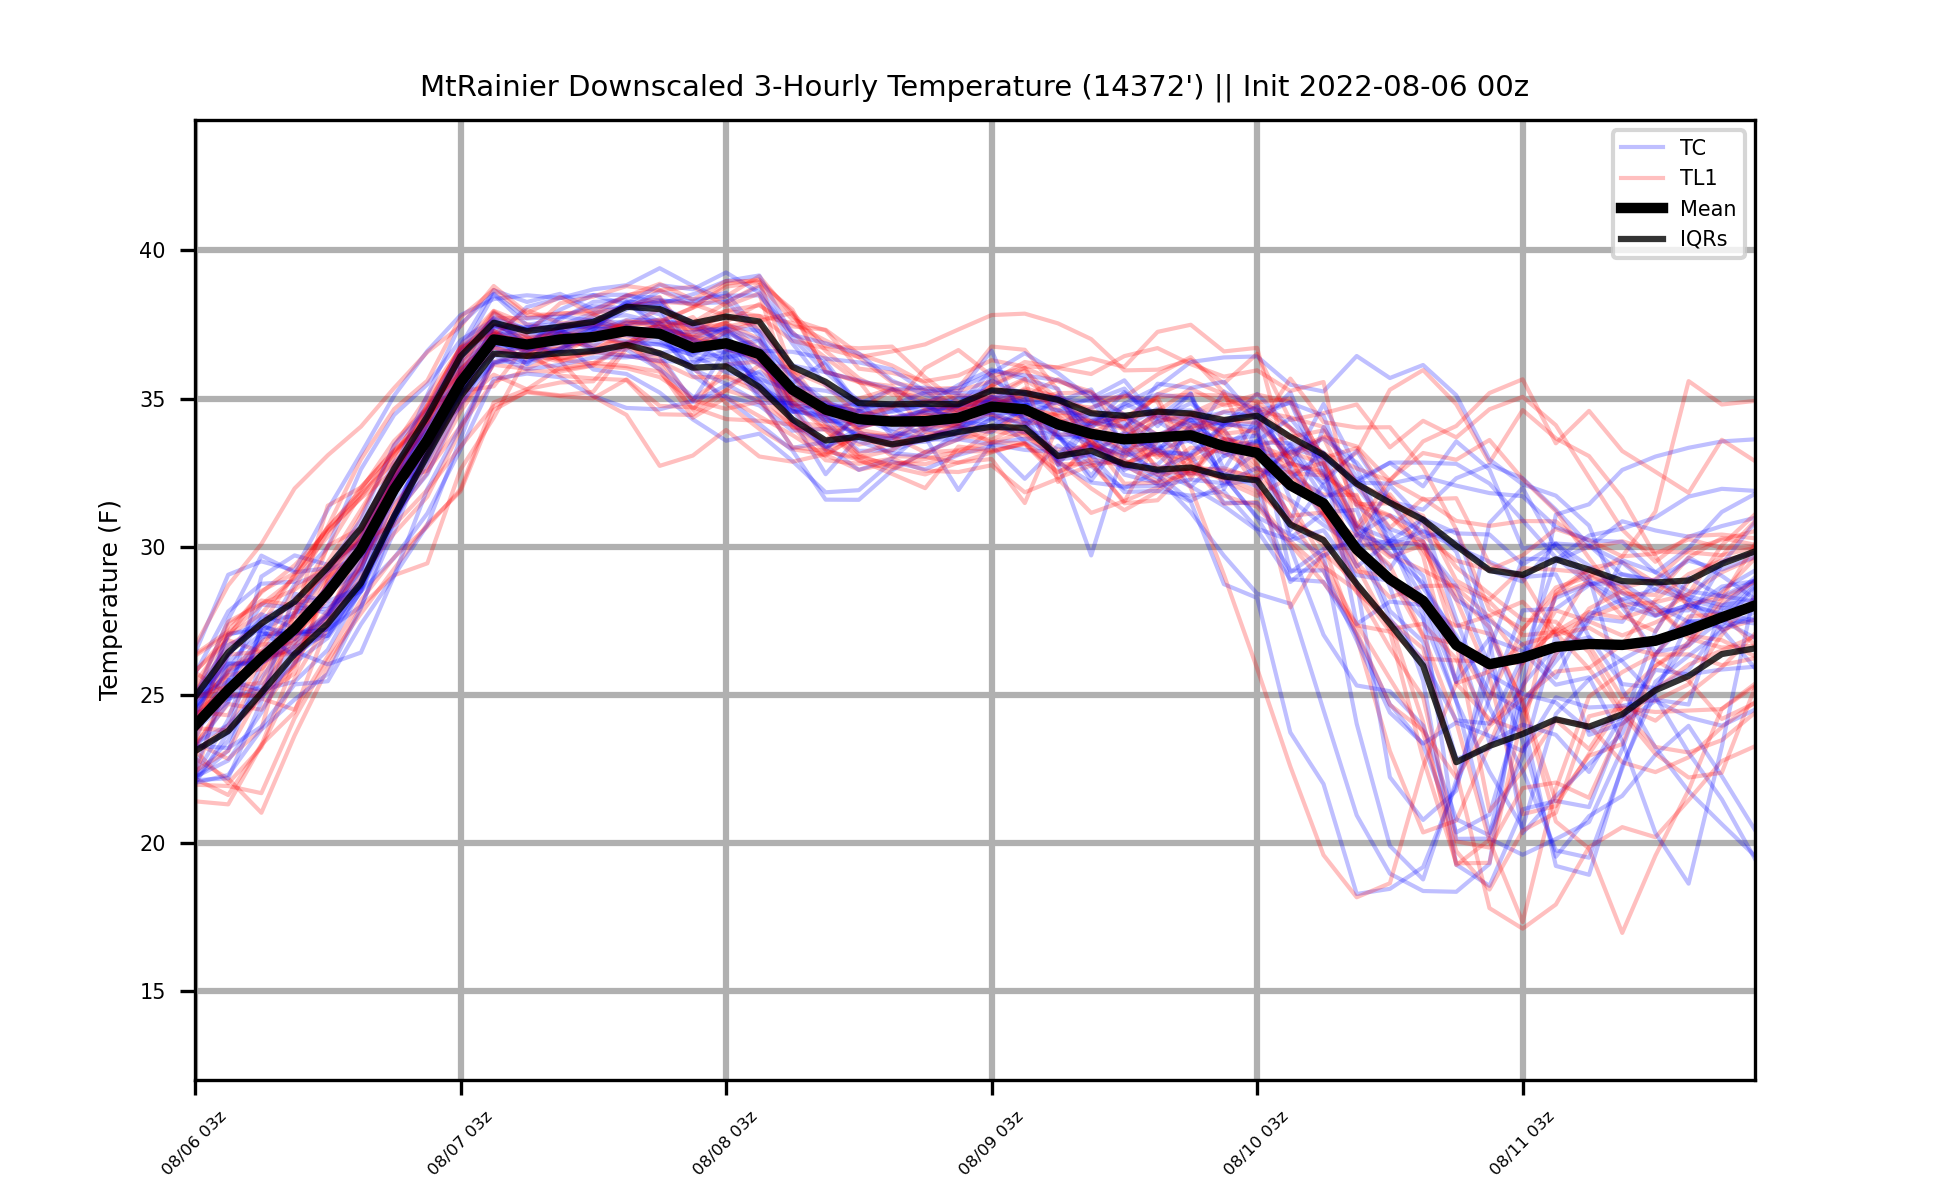 MtRainier Downscaled 3-Hourly Temperature (14372') || Init 2022-08-06 00z
TC
TL1
Mean
IQRs
Temperature (F)
40
35
30
25
20
15
08/06 03z
08/07 03z
08/08 03z
08/09 03z
08/10 03z
08/11 03z